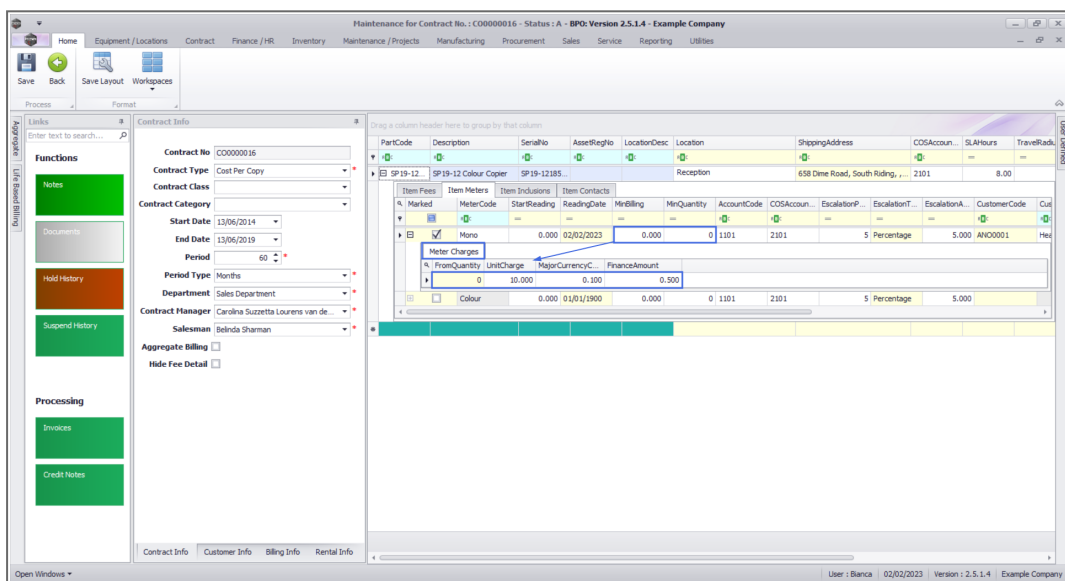 Maintenance for Contract No. : CO0000016 - Status : A - BPO: Version 2.5.1.4 - Example Company
Home Equipment / Locations Contract Finance / HR Inventory Maintenance / Projects Manufacturing Procurement Sales Service Reporting Utilities
Save Back Save Layout Workspaces
Process Format
Aggregate
Life Based Billing
Links
Enter text to search...
Functions
Notes
Documents
Hold History
Suspend History
Processing
Invoices
Credit Notes
Contract Info
Contract No CO0000016
Contract Type Cost Per Copy *
Contract Class
Contract Category
Start Date 13/06/2014
End Date 13/06/2019
Period 60 *
Period Type Months *
Department Sales Department *
Contract Manager Carolina Suzzetta Lourens van de... *
Salesman Belinda Sharman *
Aggregate Billing
Hide Fee Detail
Contract Info Customer Info Billing Info Rental Info
Drag a column header here to group by that column
PartCode Description SerialNo AssetRegNo LocationDesc Location ShippingAddress COSAccoun... SLAHours TravelRadiu
SP19-12... SP19-12 Colour Copier SP19-12185... Reception 658 Dime Road, South Riding, , ... 2101 8.00
Item Fees Item Meters Item Inclusions Item Contacts
Marked MeterCode StartReading ReadingDate MinBilling MinQuantity AccountCode COSAccoun... EscalationP... EscalationT... EscalationA... CustomerCode Cus
Mono 0.000 02/02/2023 0.000 0 1101 2101 5 Percentage 5.000 ANO0001 Hea
Meter Charges
FromQuantity UnitCharge MajorCurrencyC... FinanceAmount
0 10.000 0.100 0.500
Colour 0.000 01/01/1900 0.000 0 1101 2101 5 Percentage 5.000
User Defined
Open Windows
User : Bianca 02/02/2023 Version : 2.5.1.4 Example Company